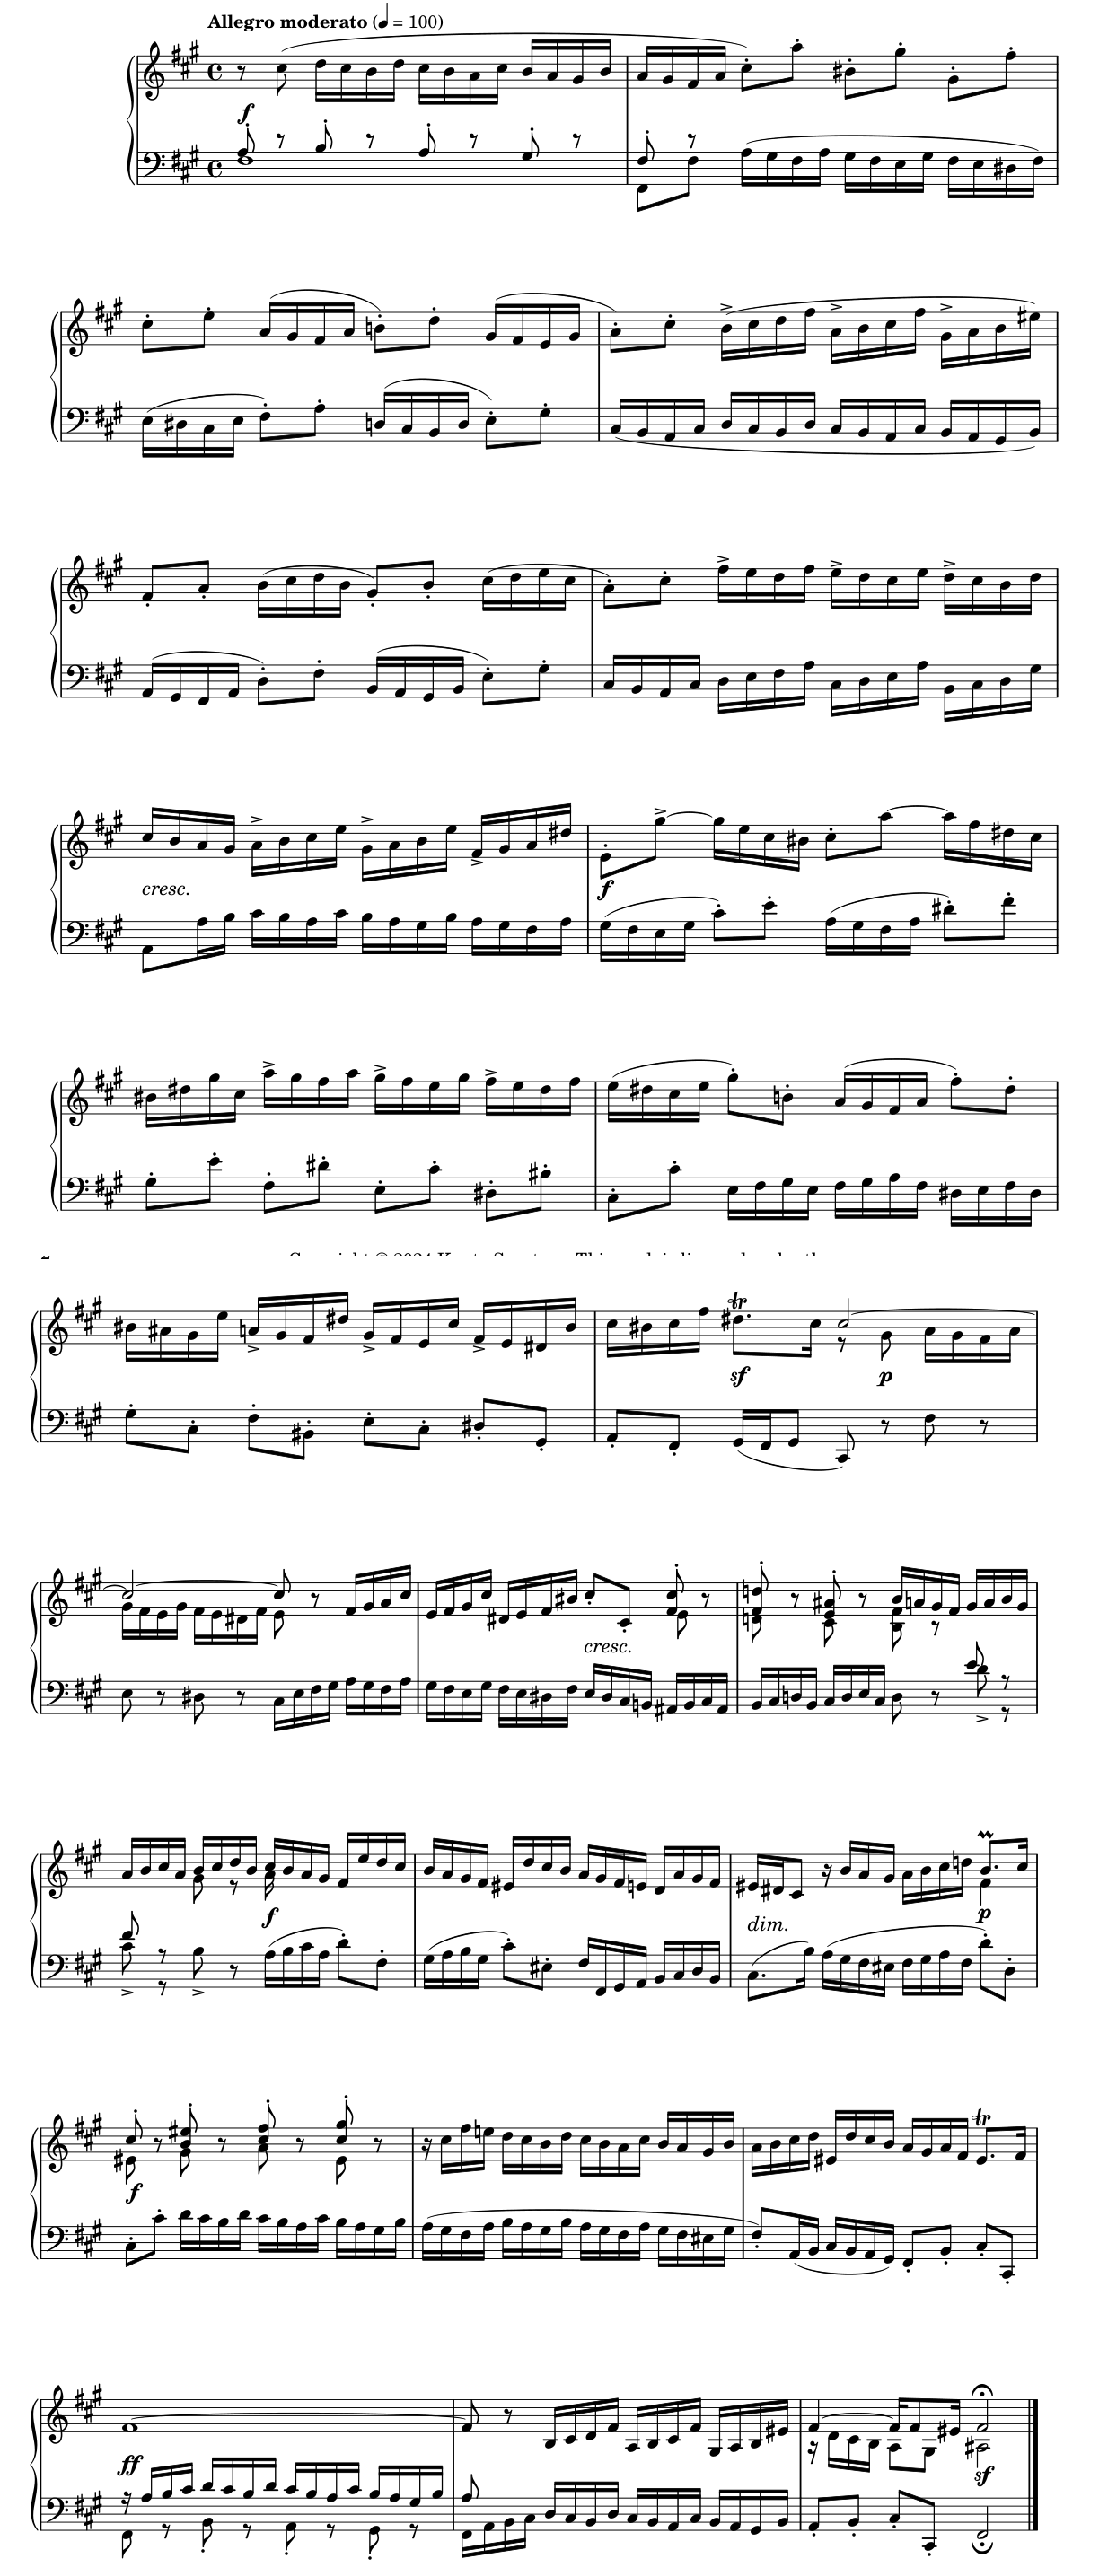 Allegro moderato (♩ = 100)
f
cresc.
f
sf p
cresc.
f
dim. p
f
ff
sf